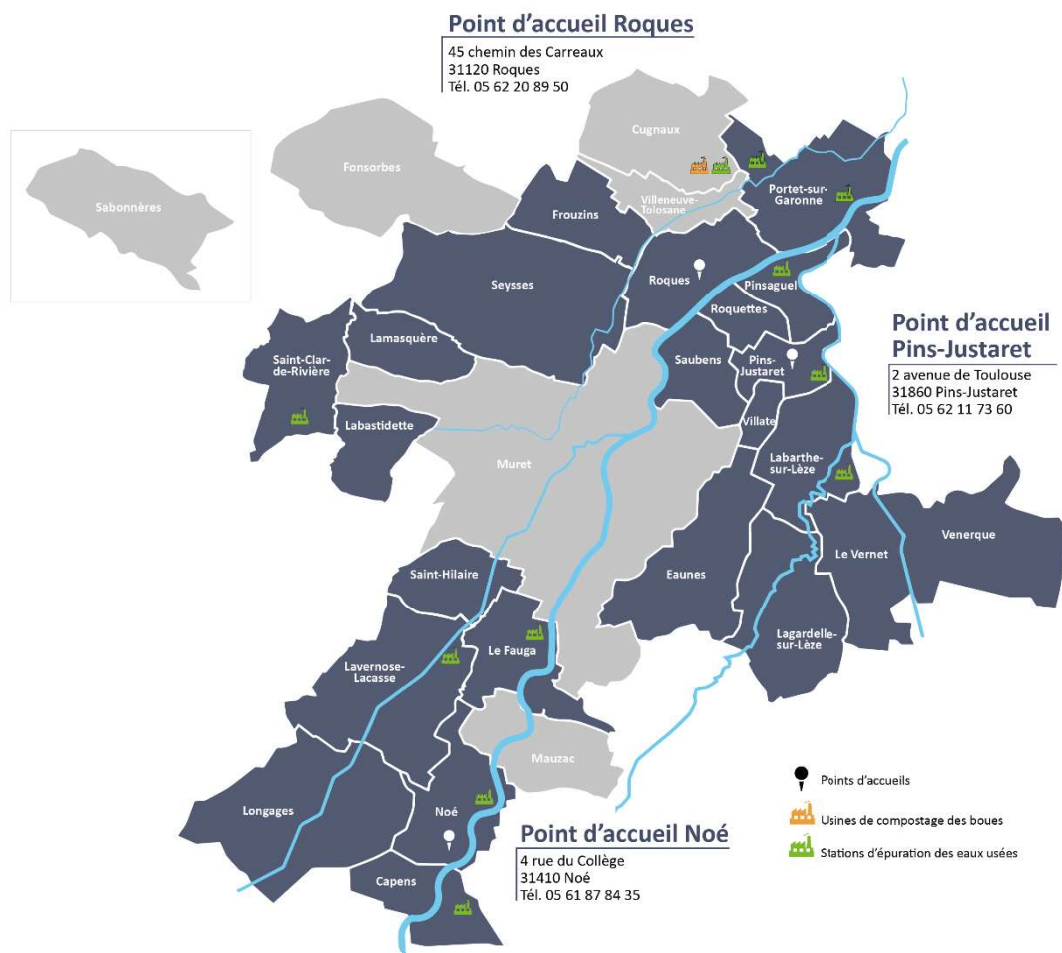 Point d'accueil Roques
45 chemin des Carreaux
31120 Roques
Tél. 05 62 20 89 50
Cugnaux
Fonsorbes
Sabonnères
Villeneuve-
Tolosane
Portet-sur-
Garonne
Frouzins
Seysses
Roques
Pinsaguel
Roquettes
Lamasquère
Saint-Clar-
de-Rivière
Saubens
Pins-
Justaret
Point d'accueil
Pins-Justaret
2 avenue de Toulouse
31860 Pins-Justaret
Tél. 05 62 11 73 60
Labastidette
Villate
Muret
Labarthe-
sur-Lèze
Venerque
Le Vernet
Saint-Hilaire
Eaunes
Lagardelle-
sur-Lèze
Le Fauga
Lavernose-
Lacasse
Mauzac
Longages
Noé
Capens
Point d'accueil Noé
4 rue du Collège
31410 Noé
Tél. 05 61 87 84 35
Points d'accueils
Usines de compostage des boues
Stations d'épuration des eaux usées